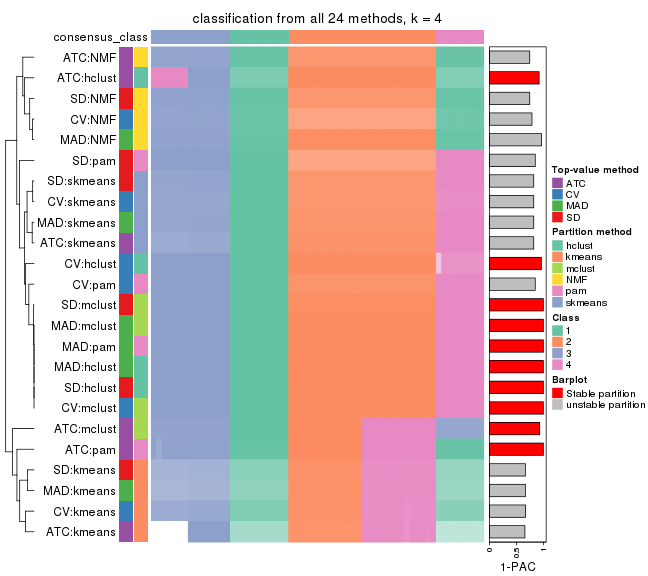 classification from all 24 methods, k = 4
consensus_class
ATC:NMF
ATC:hclust
SD:NMF
CV:NMF
MAD:NMF
SD:pam
SD:skmeans
CV:skmeans
MAD:skmeans
ATC:skmeans
CV:hclust
CV:pam
SD:mclust
MAD:mclust
MAD:pam
MAD:hclust
SD:hclust
CV:mclust
ATC:mclust
ATC:pam
SD:kmeans
MAD:kmeans
CV:kmeans
ATC:kmeans
0 0.5 1
1-PAC
Top-value method
ATC
CV
MAD
SD
Partition method
hclust
kmeans
mclust
NMF
pam
skmeans
Class
1
2
3
4
Barplot
Stable partition
unstable partition